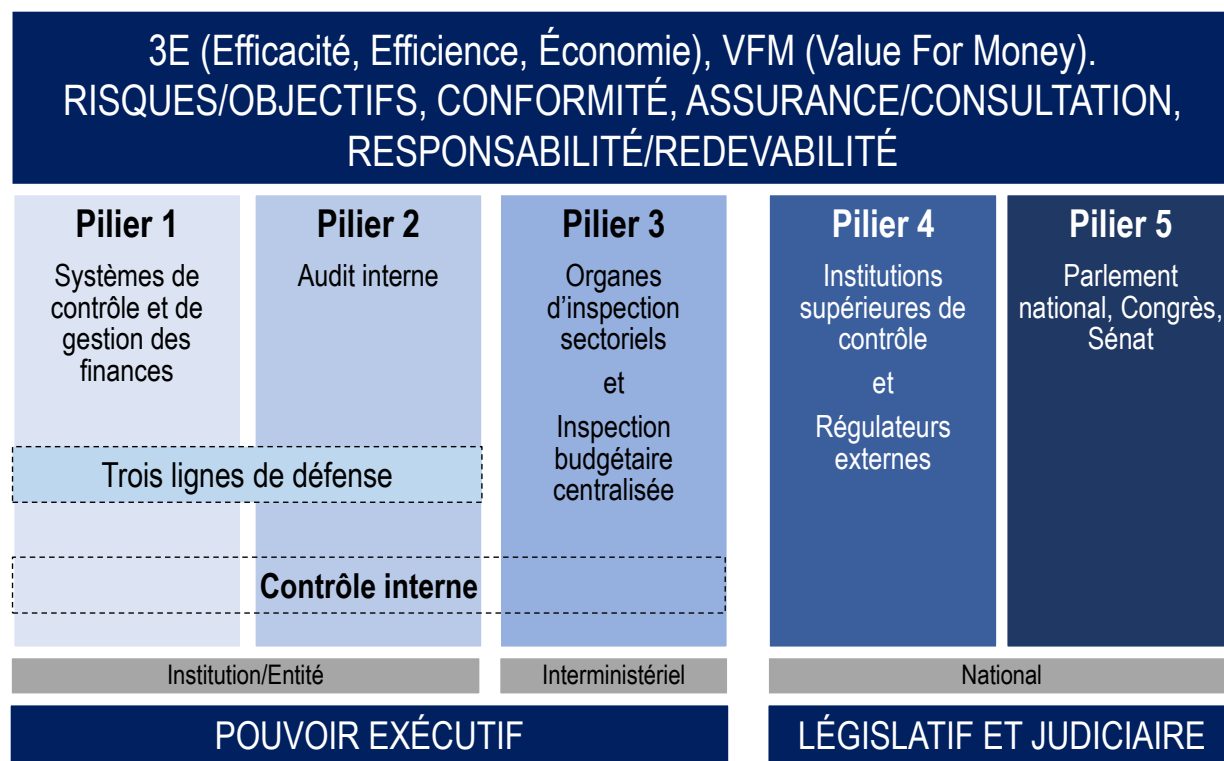 3E (Efficacité, Efficience, Économie), VFM (Value For Money).
RISQUES/OBJECTIFS, CONFORMITÉ, ASSURANCE/CONSULTATION,
RESPONSABILITÉ/REDEVABILITÉ
Pilier 1
Systèmes de
contrôle et de
gestion des
finances
Pilier 2
Audit interne
Pilier 3
Organes
d’inspection
sectoriels
et
Inspection
budgétaire
centralisée
Pilier 4
Institutions
supérieures de
contrôle
et
Régulateurs
externes
Pilier 5
Parlement
national, Congrès,
Sénat
Trois lignes de défense
Contrôle interne
Institution/Entité
Interministériel
National
POUVOIR EXÉCUTIF
LÉGISLATIF ET JUDICIAIRE